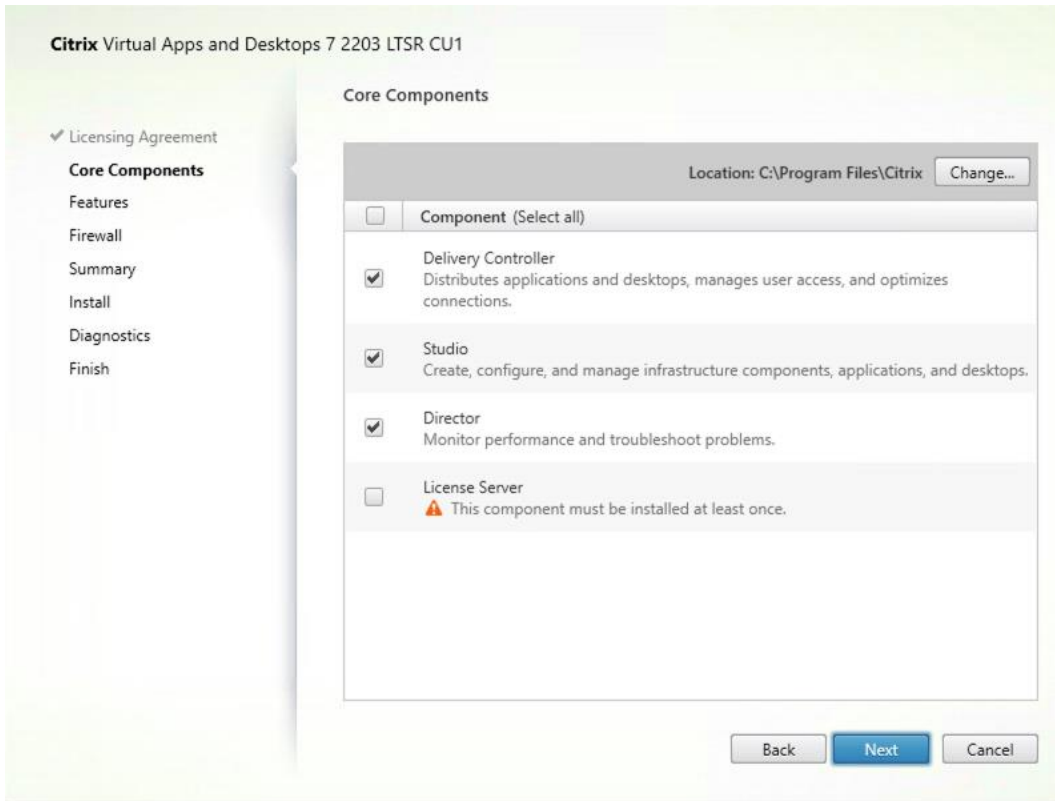 Citrix Virtual Apps and Desktops 7 2203 LTSR CU1
Core Components
Licensing Agreement
Core Components
Features
Firewall
Summary
Install
Diagnostics
Finish
Location: C:\Program Files\Citrix
Change...
Component (Select all)
Delivery Controller
Distributes applications and desktops, manages user access, and optimizes
connections.
Studio
Create, configure, and manage infrastructure components, applications, and desktops.
Director
Monitor performance and troubleshoot problems.
License Server
This component must be installed at least once.
Back
Next
Cancel